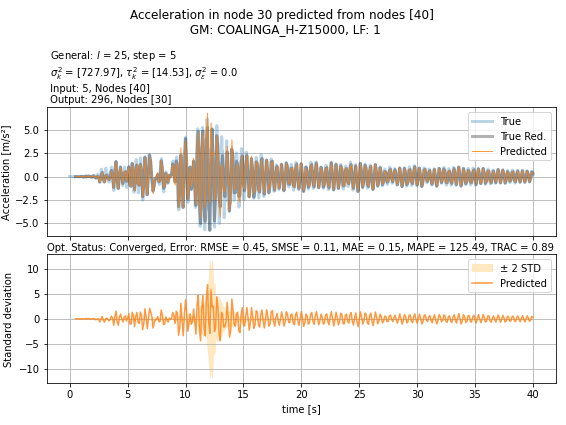 Acceleration in node 30 predicted from nodes [40]
GM: COALINGA_H-Z15000, LF: 1
General: l = 25, step = 5
σ²ₖ = [727.97], τ²ₖ = [14.53], σ²ε = 0.0
Input: 5, Nodes [40]
Output: 296, Nodes [30]
Acceleration [m/s²]
5.0
2.5
0.0
−2.5
−5.0
True
True Red.
Predicted
Opt. Status: Converged, Error: RMSE = 0.45, SMSE = 0.11, MAE = 0.15, MAPE = 125.49, TRAC = 0.89
Standard deviation
10
5
0
−5
−10
± 2 STD
Predicted
0 5 10 15 20 25 30 35 40
time [s]